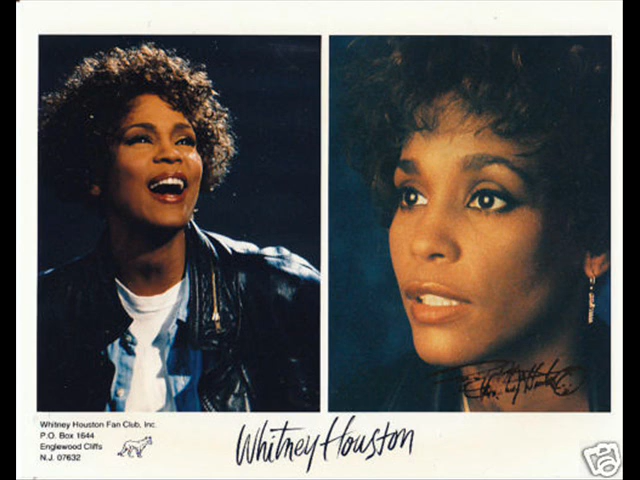 Whitney Houston Fan Club, Inc.
P.O. Box 1644
Englewood Cliffs
N.J. 07632
Whitney Houston